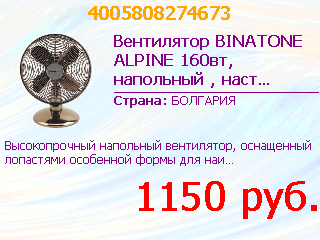 4005808274673
Вентилятор BINATONE
ALPINE 160вт,
напольный , наст...
Страна: БОЛГАРИЯ
Высокопрочный напольный вентилятор, оснащенный
лопастями особенной формы для наи...
1150 руб.